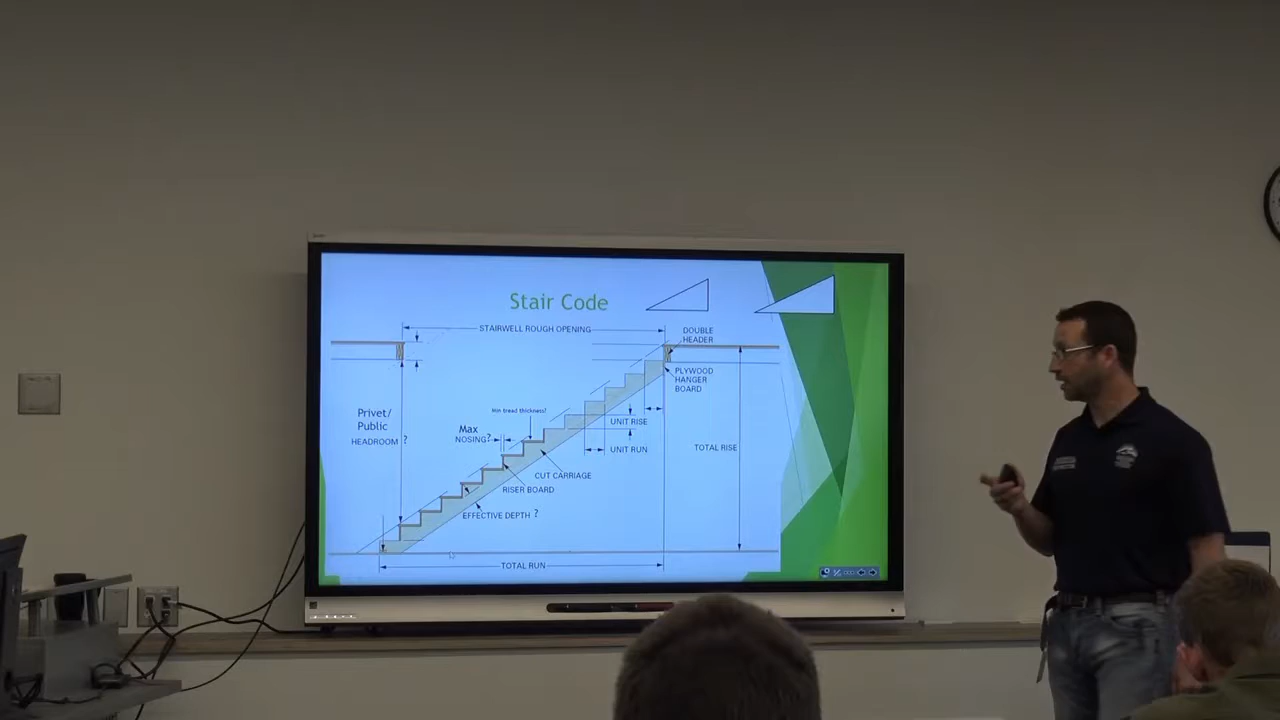 Stair Code
STAIRWELL ROUGH OPENING
DOUBLE
HEADER
PLYWOOD
HANGER
BOARD
Privet/
Public
HEADROOM ?
Min tread thickness?
Max
NOSING?
UNIT RISE
UNIT RUN
TOTAL RISE
CUT CARRIAGE
RISER BOARD
EFFECTIVE DEPTH ?
TOTAL RUN